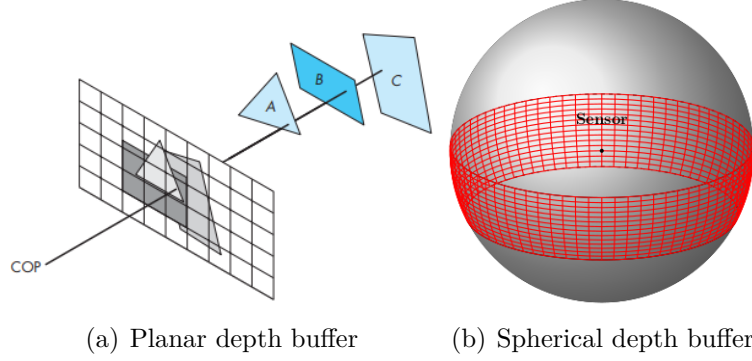 A
B
C
Sensor
COP
(a) Planar depth buffer
(b) Spherical depth buffer